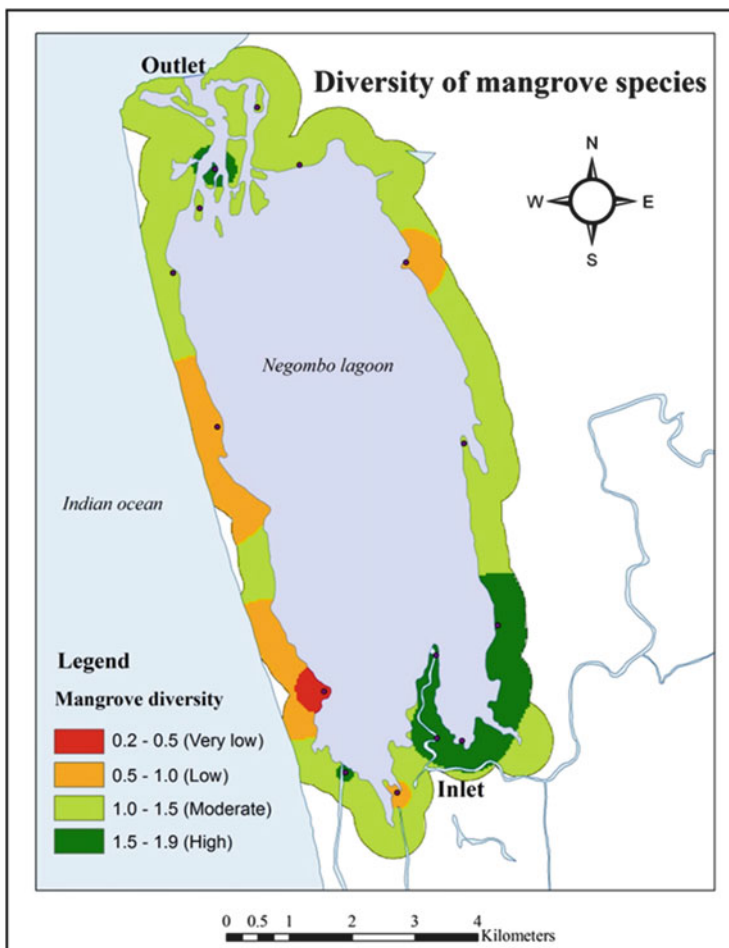 Outlet
Diversity of mangrove species
N
W
E
S
Negombo lagoon
Indian ocean
Legend
Mangrove diversity
0.2 - 0.5 (Very low)
0.5 - 1.0 (Low)
1.0 - 1.5 (Moderate)
1.5 - 1.9 (High)
Inlet
0 0.5 1 2 3 4
Kilometers